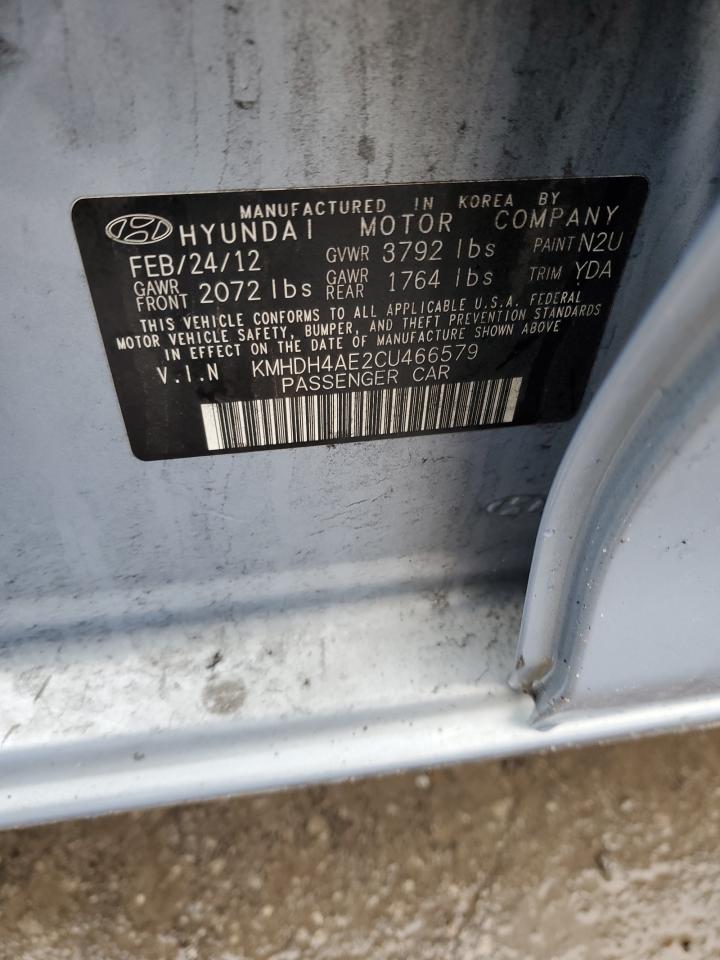 MANUFACTURED IN KOREA BY
HYUNDAI MOTOR COMPANY
FEB/24/12 GVWR 3792 lbs PAINT N2U
GAWR FRONT 2072 lbs GAWR REAR 1764 lbs TRIM YDA
THIS VEHICLE CONFORMS TO ALL APPLICABLE U.S.A. FEDERAL
MOTOR VEHICLE SAFETY, BUMPER, AND THEFT PREVENTION STANDARDS
IN EFFECT ON THE DATE OF MANUFACTURE SHOWN ABOVE
V.I.N KMHDH4AE2CU466579
PASSENGER CAR